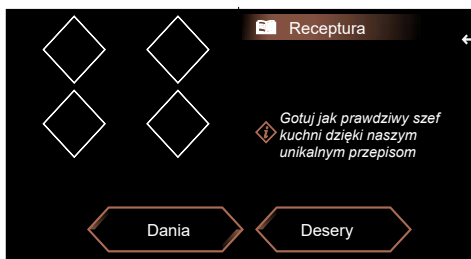 Receptura
Gotuj jak prawdziwy szef
kuchni dzięki naszym
unikalnym przepisom
Dania
Desery